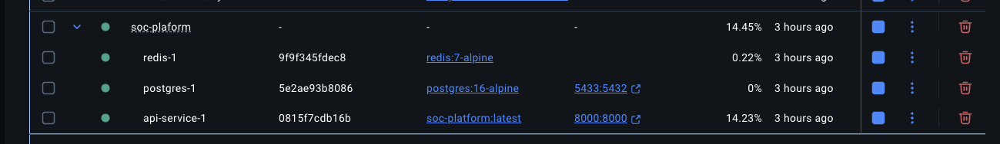 soc-plaform - - - 14.45% 3 hours ago
redis-1 9f9f345fdec8 redis:7-alpine 0.22% 3 hours ago
postgres-1 5e2ae93b8086 postgres:16-alpine 5433:5432 0% 3 hours ago
api-service-1 0815f7cdb16b soc-platform:latest 8000:8000 14.23% 3 hours ago